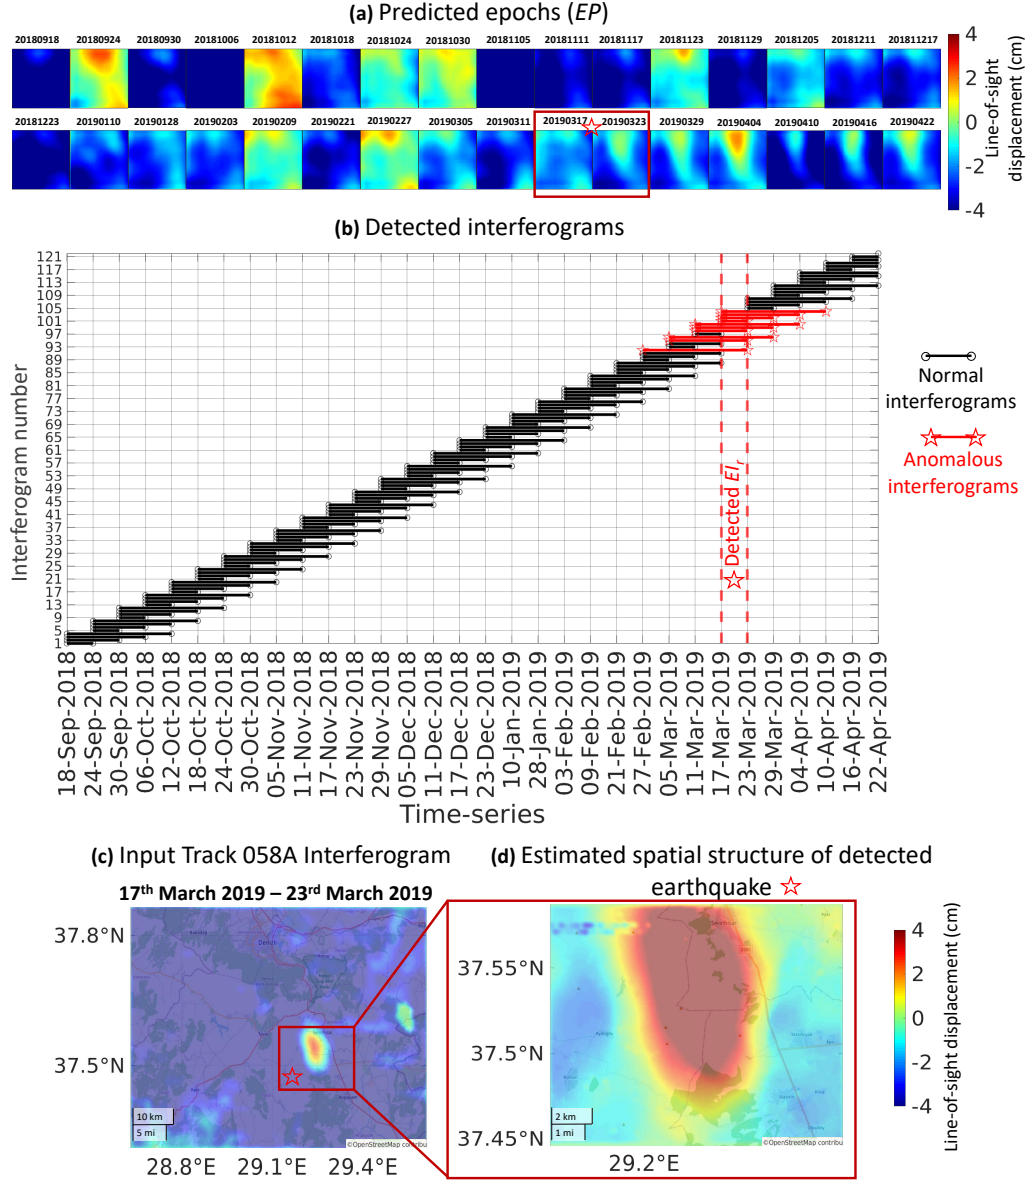 (a) Predicted epochs (EP)
20180918 20180924 20180930 20181006 20181012 20181018 20181024 20181030 20181105 20181111 20181117 20181123 20181129 20181205 20181211 201811217
20181223 20190110 20190128 20190203 20190209 20190221 20190227 20190305 20190311 20190317 20190323 20190329 20190404 20190410 20190416 20190422
4
2
0
-2
-4
Line-of-sight
displacement (cm)
(b) Detected interferograms
Interferogram number
121
113
109
105
101
97
93
89
85
81
77
73
69
65
61
57
53
49
45
41
37
33
29
25
21
17
13
9
5
1
☆ Detected EIr
Normal
interferograms
Anomalous
interferograms
18-Sep-2018
24-Sep-2018
30-Sep-2018
06-Oct-2018
12-Oct-2018
18-Oct-2018
24-Oct-2018
30-Oct-2018
05-Nov-2018
11-Nov-2018
17-Nov-2018
23-Nov-2018
29-Nov-2018
05-Dec-2018
11-Dec-2018
17-Dec-2018
23-Dec-2018
10-Jan-2019
28-Jan-2019
03-Feb-2019
09-Feb-2019
21-Feb-2019
27-Feb-2019
05-Mar-2019
11-Mar-2019
17-Mar-2019
23-Mar-2019
29-Mar-2019
04-Apr-2019
10-Apr-2019
16-Apr-2019
22-Apr-2019
Time-series
(c) Input Track 058A Interferogram
17th March 2019 – 23rd March 2019
37.8°N
37.5°N
10 km
5 mi
©OpenStreetMap contribu
28.8°E 29.1°E 29.4°E
(d) Estimated spatial structure of detected
earthquake ☆
37.55°N
37.5°N
37.45°N
2 km
1 mi
©OpenStreetMap contribu
29.2°E
4
2
0
-2
-4
Line-of-sight displacement (cm)